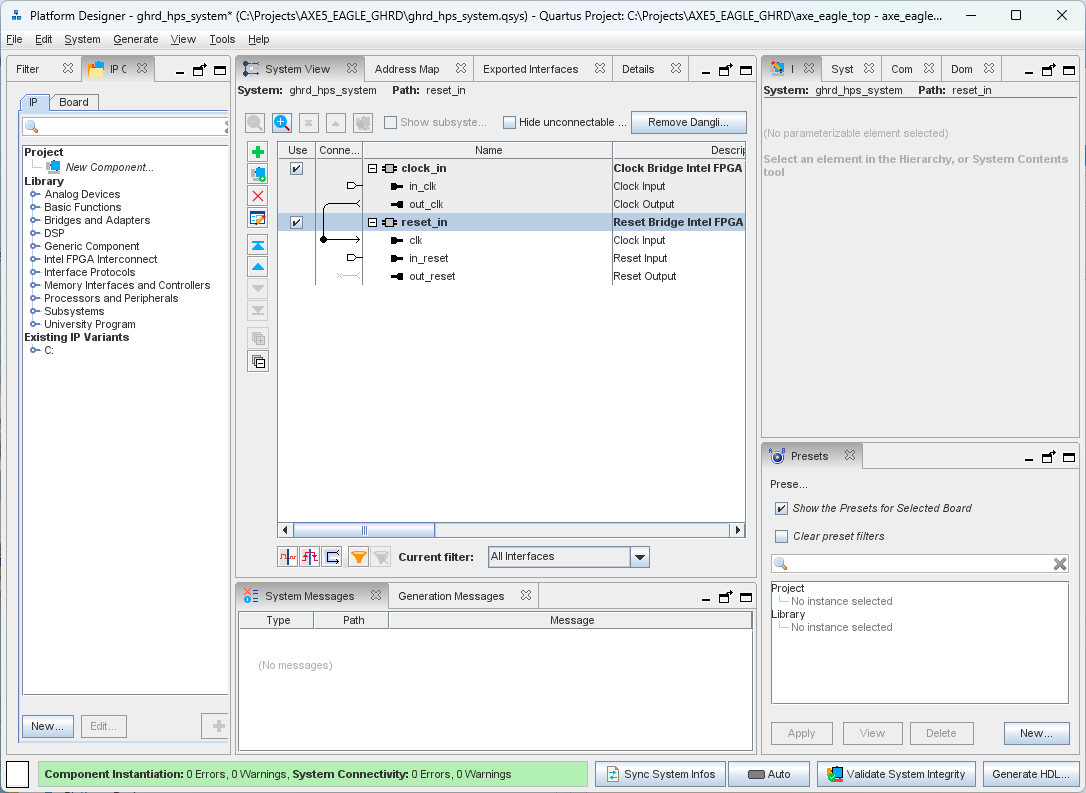 Platform Designer - ghrd_hps_system* (C:\Projects\AXE5_EAGLE_GHRD\ghrd_hps_system.qsys) - Quartus Project: C:\Projects\AXE5_EAGLE_GHRD\axe_eagle_top - axe_eagle...
File Edit System Generate View Tools Help
Filter
IP C
IP
Board
Project
New Component...
Library
Analog Devices
Basic Functions
Bridges and Adapters
DSP
Generic Component
Intel FPGA Interconnect
Interface Protocols
Memory Interfaces and Controllers
Processors and Peripherals
Subsystems
University Program
Existing IP Variants
C:
New...
Edit...
System View
Address Map
Exported Interfaces
Details
System: ghrd_hps_system Path: reset_in
Show subsyste...
Hide unconnectable ...
Remove Dangli...
Use Conne... Name Descrip
clock_in Clock Bridge Intel FPGA
in_clk Clock Input
out_clk Clock Output
reset_in Reset Bridge Intel FPGA
clk Clock Input
in_reset Reset Input
out_reset Reset Output
Current filter: All Interfaces
System Messages
Generation Messages
Type Path Message
(No messages)
I
Syst
Com
Dom
System: ghrd_hps_system Path: reset_in
(No parameterizable element selected)
Select an element in the Hierarchy, or System Contents
tool
Presets
Prese...
Show the Presets for Selected Board
Clear preset filters
Project
No instance selected
Library
No instance selected
Apply
View
Delete
New...
Component Instantiation: 0 Errors, 0 Warnings, System Connectivity: 0 Errors, 0 Warnings
Sync System Infos
Auto
Validate System Integrity
Generate HDL...